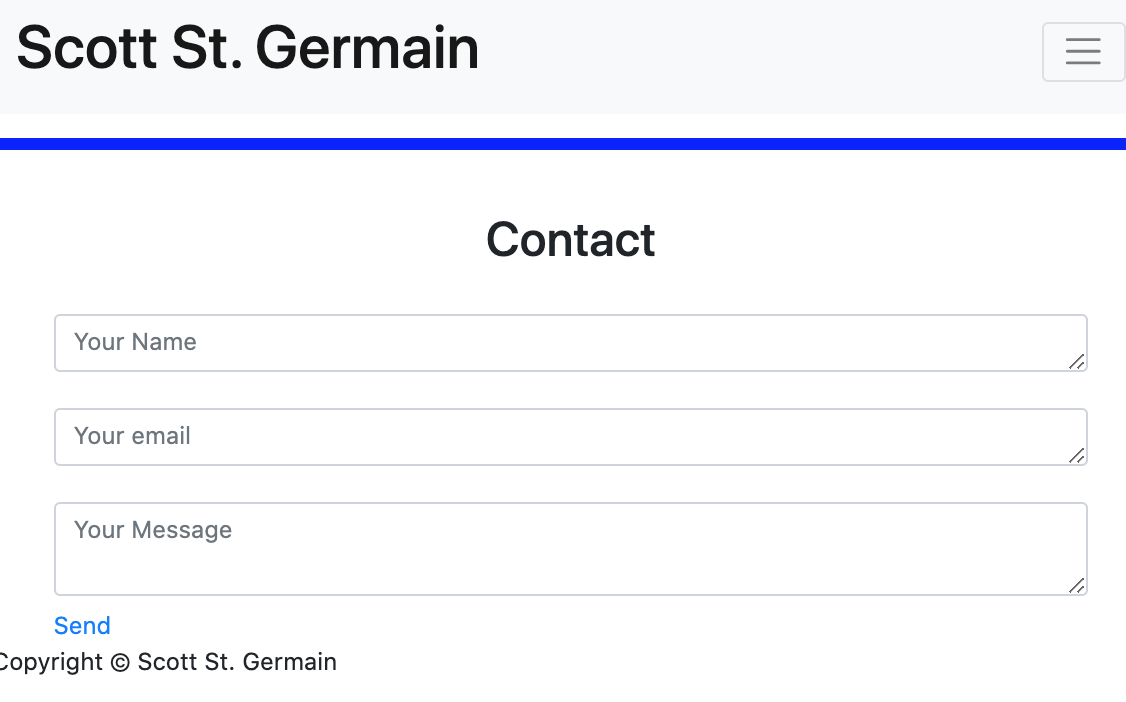 Scott St. Germain
Contact
Your Name
Your email
Your Message
Send
Copyright © Scott St. Germain